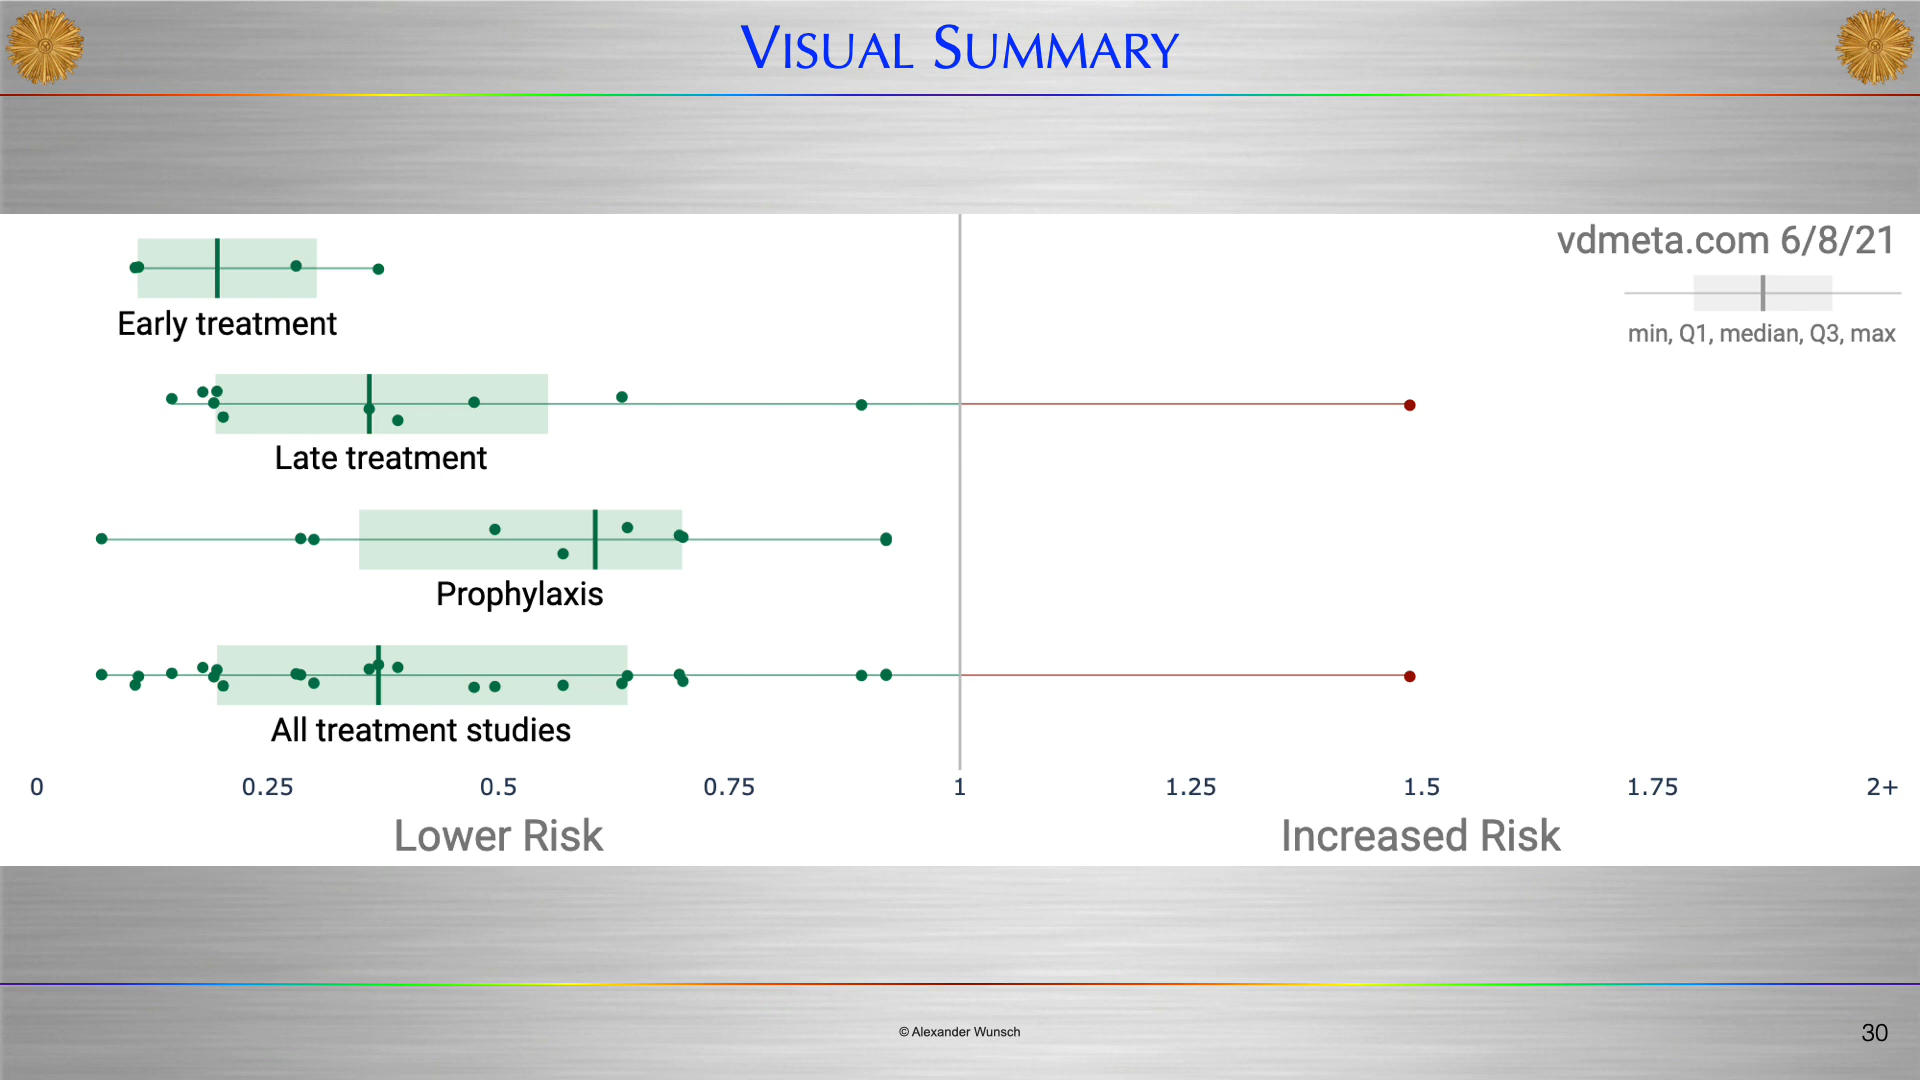 VISUAL SUMMARY
vdmeta.com 6/8/21
min, Q1, median, Q3, max
Early treatment
Late treatment
Prophylaxis
All treatment studies
0 0.25 0.5 0.75 1 1.25 1.5 1.75 2+
Lower Risk Increased Risk
© Alexander Wunsch
30